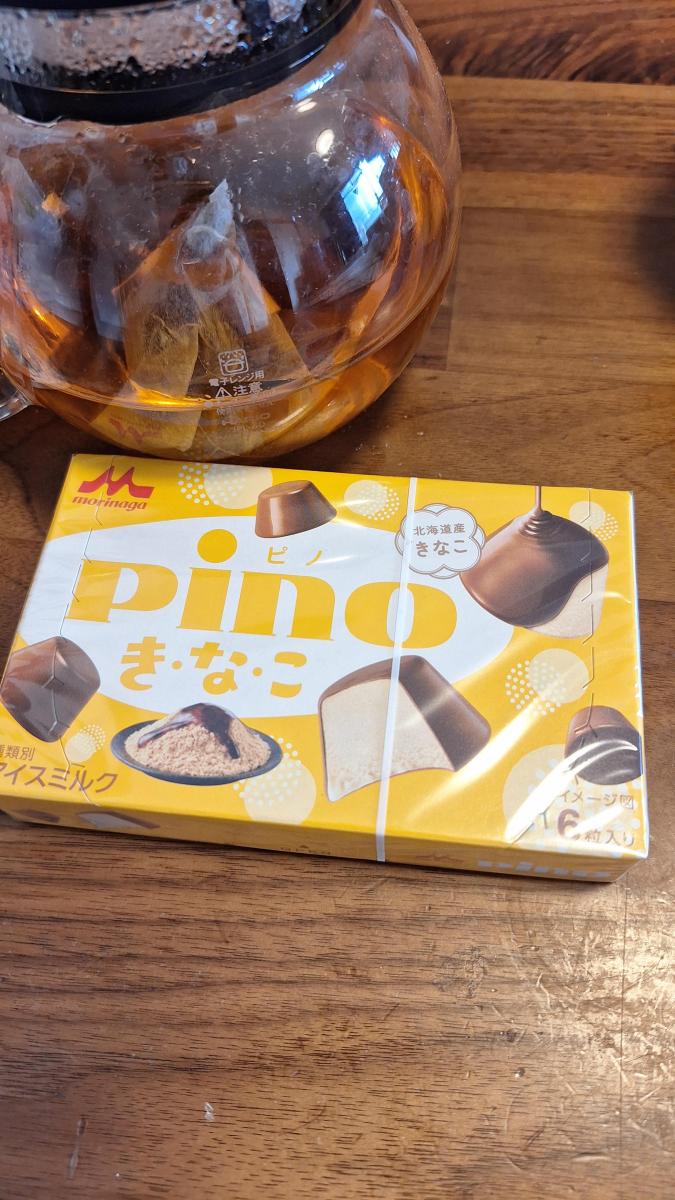 電子レンジ用
注意
morinaga
ピノ
pino
き・な・こ
北海道産
きなこ
種類別
アイスミルク
イメージ図
6粒入り
pino